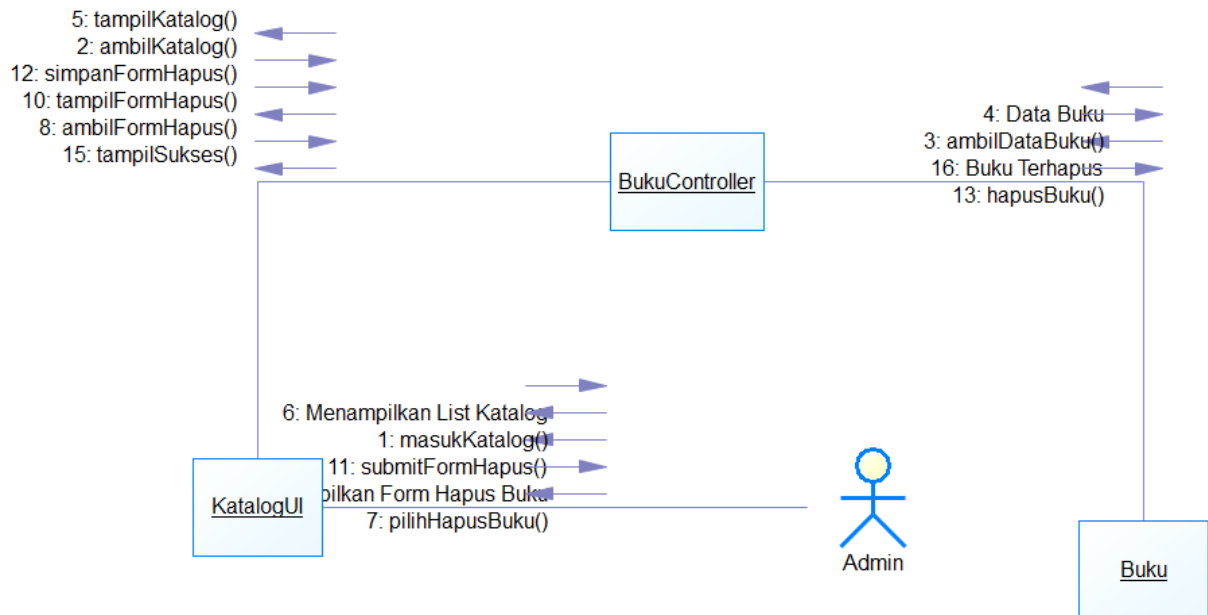 5: tampilKatalog()
2: ambilKatalog()
12: simpanFormHapus()
10: tampilFormHapus()
8: ambilFormHapus()
15: tampilSukses()
BukuController
4: Data Buku
3: ambilDataBuku()
16: Buku Terhapus
13: hapusBuku()
6: Menampilkan List Katalog
1: masukKatalog()
11: submitFormHapus()
Form Hapus Buku
7: pilihHapusBuku()
KatalogUI
Admin
Buku